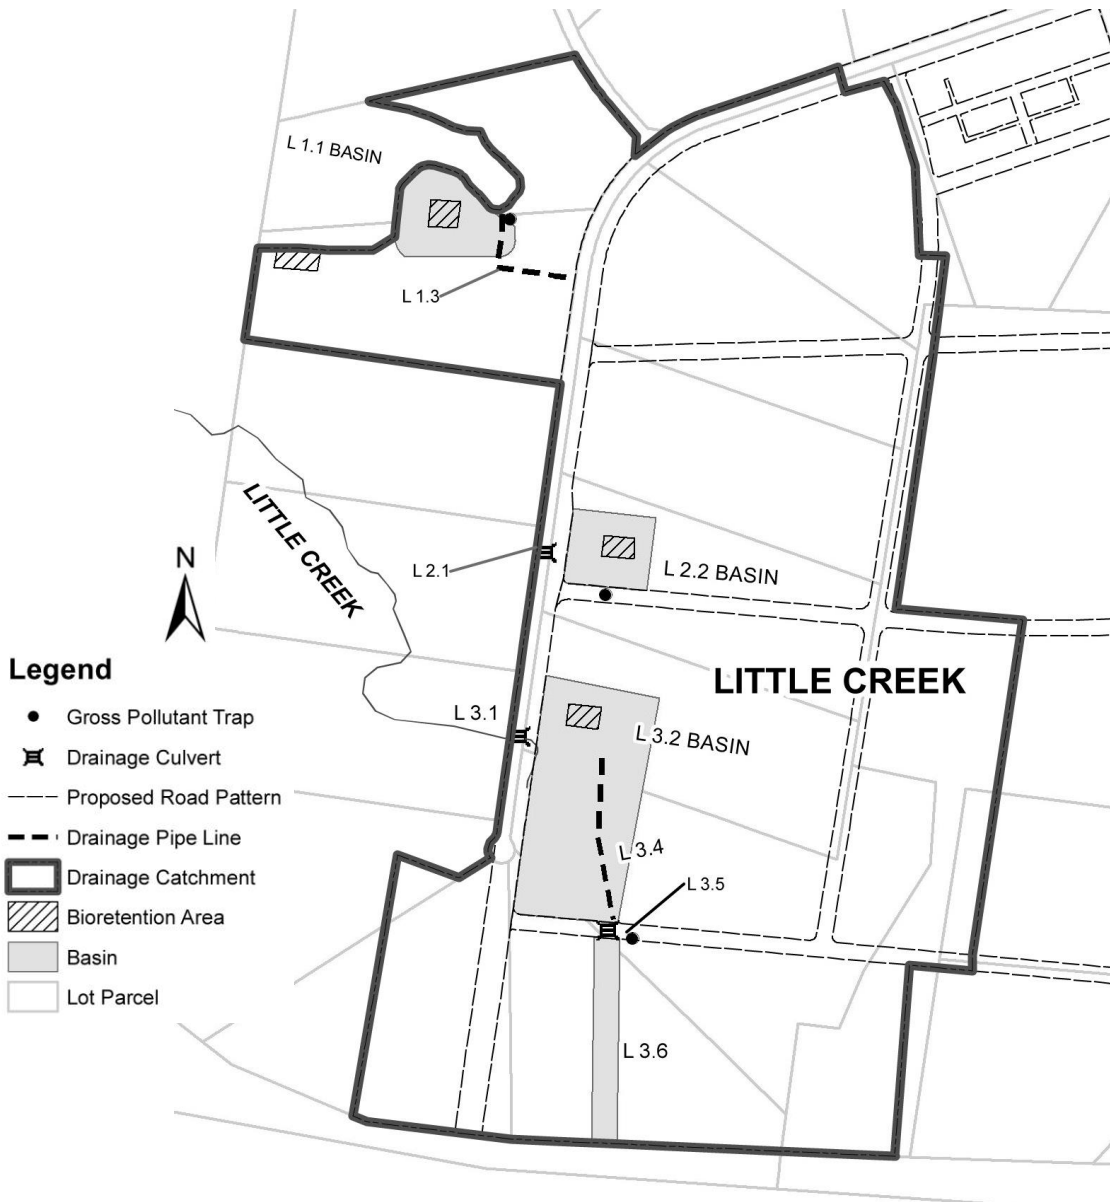 L 1.1 BASIN
L 1.3
LITTLE CREEK
L 2.1
L 2.2 BASIN
N
LITTLE CREEK
L 3.1
L 3.2 BASIN
L 3.4
L 3.5
L 3.6
Legend
Gross Pollutant Trap
Drainage Culvert
Proposed Road Pattern
Drainage Pipe Line
Drainage Catchment
Bioretention Area
Basin
Lot Parcel